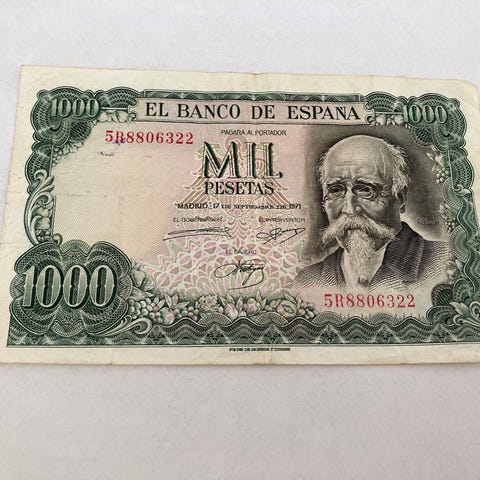 1000 EL BANCO DE ESPAÑA 1000
5R8806322
PAGARÁ AL PORTADOR
MIL
PESETAS
MADRID, 17 DE SEPTIEMBRE DE 1971
EL GOBERNADOR EL INTERVENTOR
EL CAJERO
1000
5R8806322